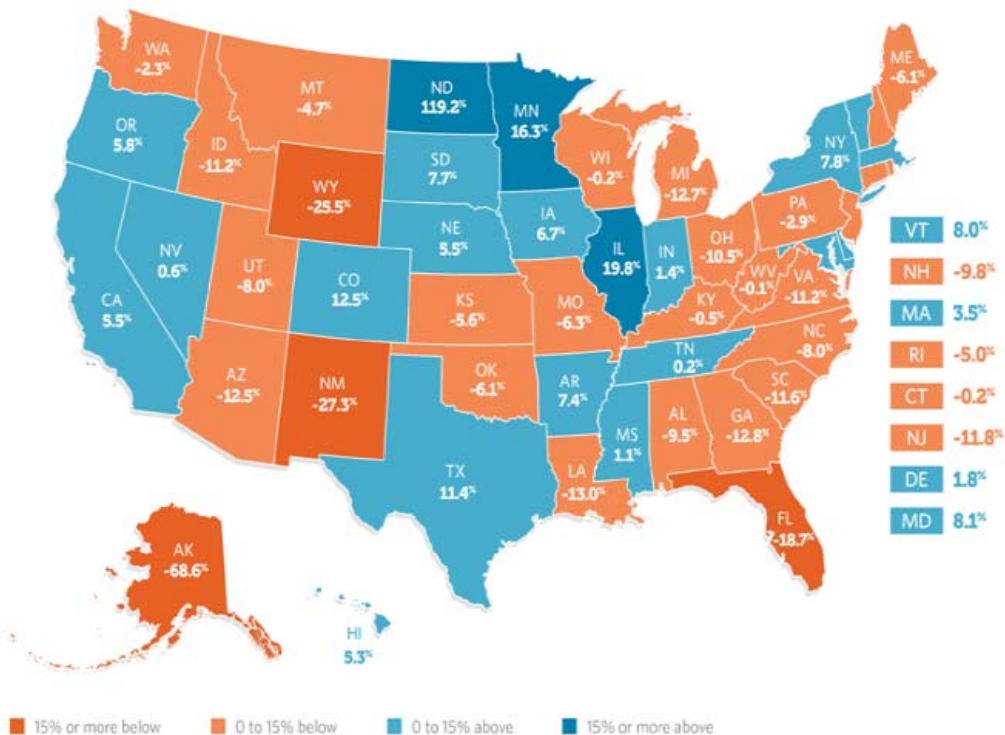 WA
-2.3%
MT
-4.7%
ND
119.2%
MN
16.3%
ME
-6.1%
OR
5.8%
ID
-11.2%
WY
-25.5%
SD
7.7%
WI
-0.2%
MI
-12.7%
NY
7.8%
NV
0.6%
UT
-8.0%
CO
12.5%
NE
5.5%
IA
6.7%
IL
19.8%
IN
1.4%
OH
-10.5%
PA
-2.9%
CA
5.5%
KS
-5.6%
MO
-6.3%
KY
-0.5%
WV
-0.1%
VA
-11.2%
AZ
-12.5%
NM
-27.3%
OK
-6.1%
AR
7.4%
TN
0.2%
NC
-8.0%
SC
-11.6%
TX
11.4%
LA
-13.0%
MS
1.1%
AL
-9.5%
GA
-12.8%
FL
-18.7%
AK
-68.6%
HI
5.3%
VT 8.0%
NH -9.8%
MA 3.5%
RI -5.0%
CT -0.2%
NJ -11.8%
DE 1.8%
MD 8.1%
15% or more below
0 to 15% below
0 to 15% above
15% or more above